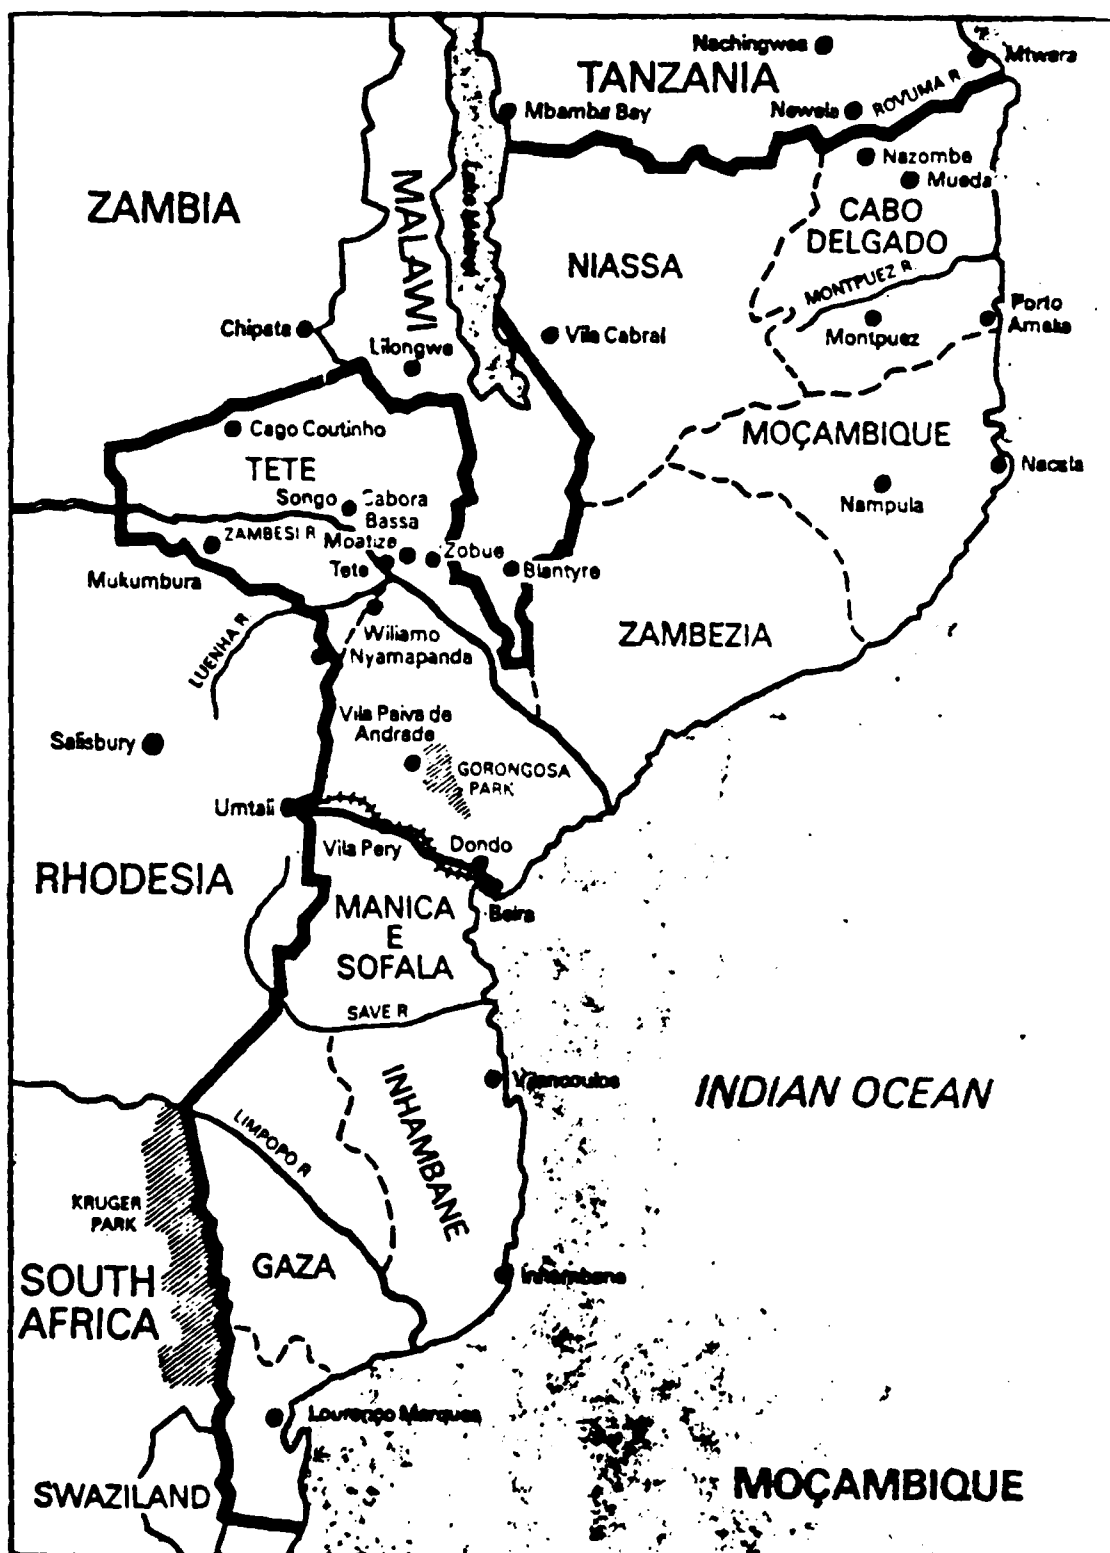 Nachingwea
Mtwara
TANZANIA
ROVUMA R
Mbamba Bay
Newala
Nazombe
Mueda
ZAMBIA
MALAWI
CABO
DELGADO
NIASSA
MONTPUEZ R
Chipata
Lilongwe
Vila Cabral
Montpuez
Porto
Amelia
Cago Coutinho
MOÇAMBIQUE
TETE
Nacala
Songo
Cabora
Bassa
Nampula
ZAMBESI R
Moatize
Zobue
Tete
Blantyre
Mukumbura
LUENHA R
Wiliamo
Nyamapanda
ZAMBEZIA
Salisbury
Vila Paiva de
Andrade
GORONGOSA
PARK
Umtali
Vila Pery
Dondo
RHODESIA
MANICA
E
SOFALA
Beira
SAVE R
INHAMBANE
Vilancoulos
INDIAN OCEAN
LIMPOPO R
KRUGER
PARK
GAZA
SOUTH
AFRICA
Inhambane
Lourenço Marques
SWAZILAND
MOÇAMBIQUE